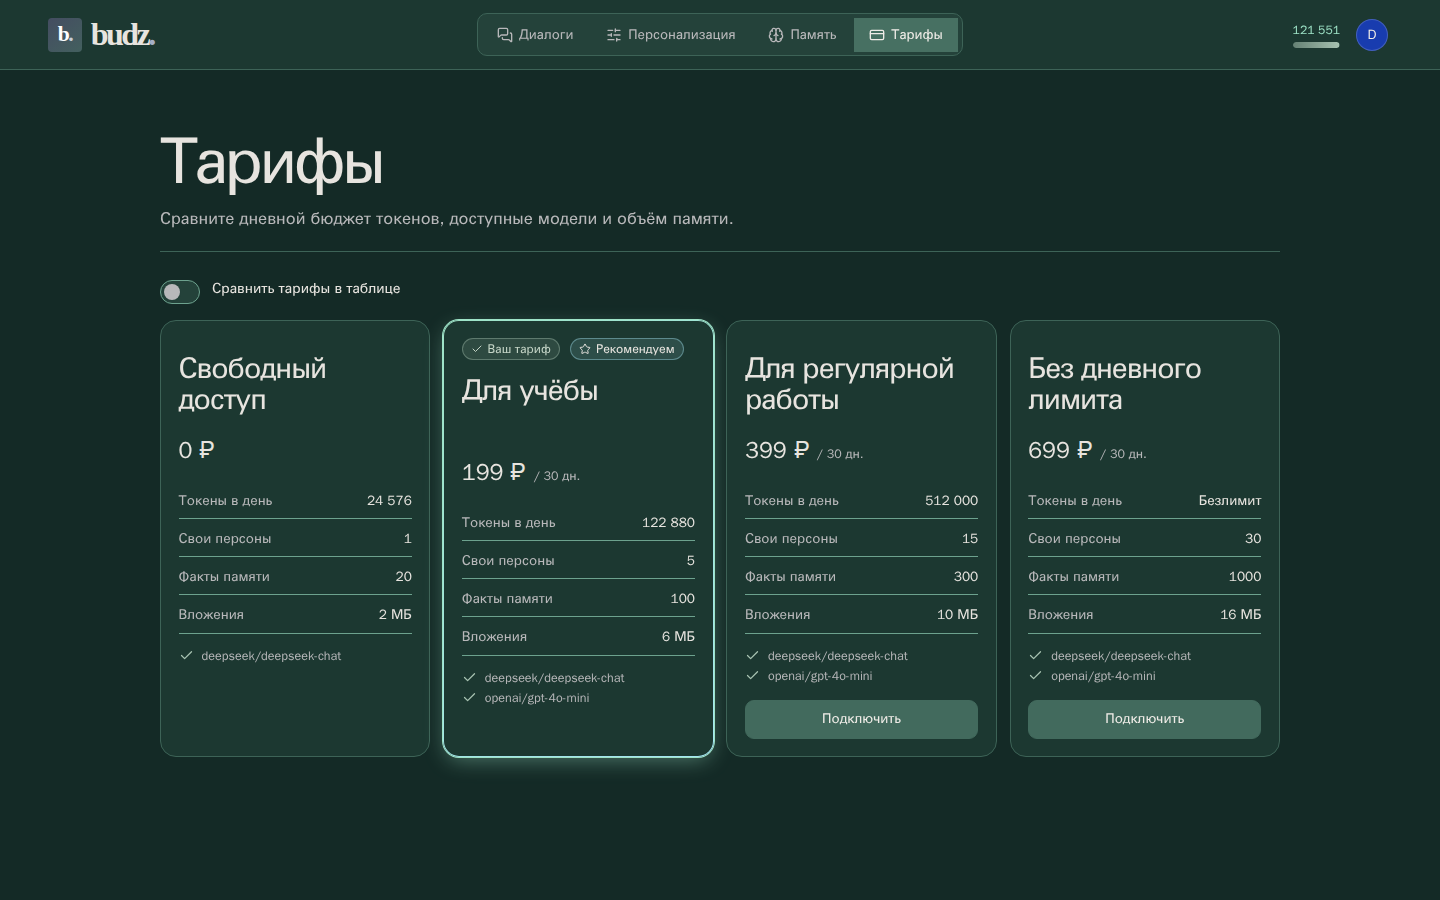 b.
budz.
Диалоги
Персонализация
Память
Тарифы
121 551
D
Тарифы
Сравните дневной бюджет токенов, доступные модели и объём памяти.
Сравнить тарифы в таблице
Свободный
доступ
0 ₽
Токены в день 24 576
Свои персоны 1
Факты памяти 20
Вложения 2 МБ
deepseek/deepseek-chat
Ваш тариф
Рекомендуем
Для учёбы
199 ₽ / 30 дн.
Токены в день 122 880
Свои персоны 5
Факты памяти 100
Вложения 6 МБ
deepseek/deepseek-chat
openai/gpt-4o-mini
Для регулярной
работы
399 ₽ / 30 дн.
Токены в день 512 000
Свои персоны 15
Факты памяти 300
Вложения 10 МБ
deepseek/deepseek-chat
openai/gpt-4o-mini
Подключить
Без дневного
лимита
699 ₽ / 30 дн.
Токены в день Безлимит
Свои персоны 30
Факты памяти 1000
Вложения 16 МБ
deepseek/deepseek-chat
openai/gpt-4o-mini
Подключить